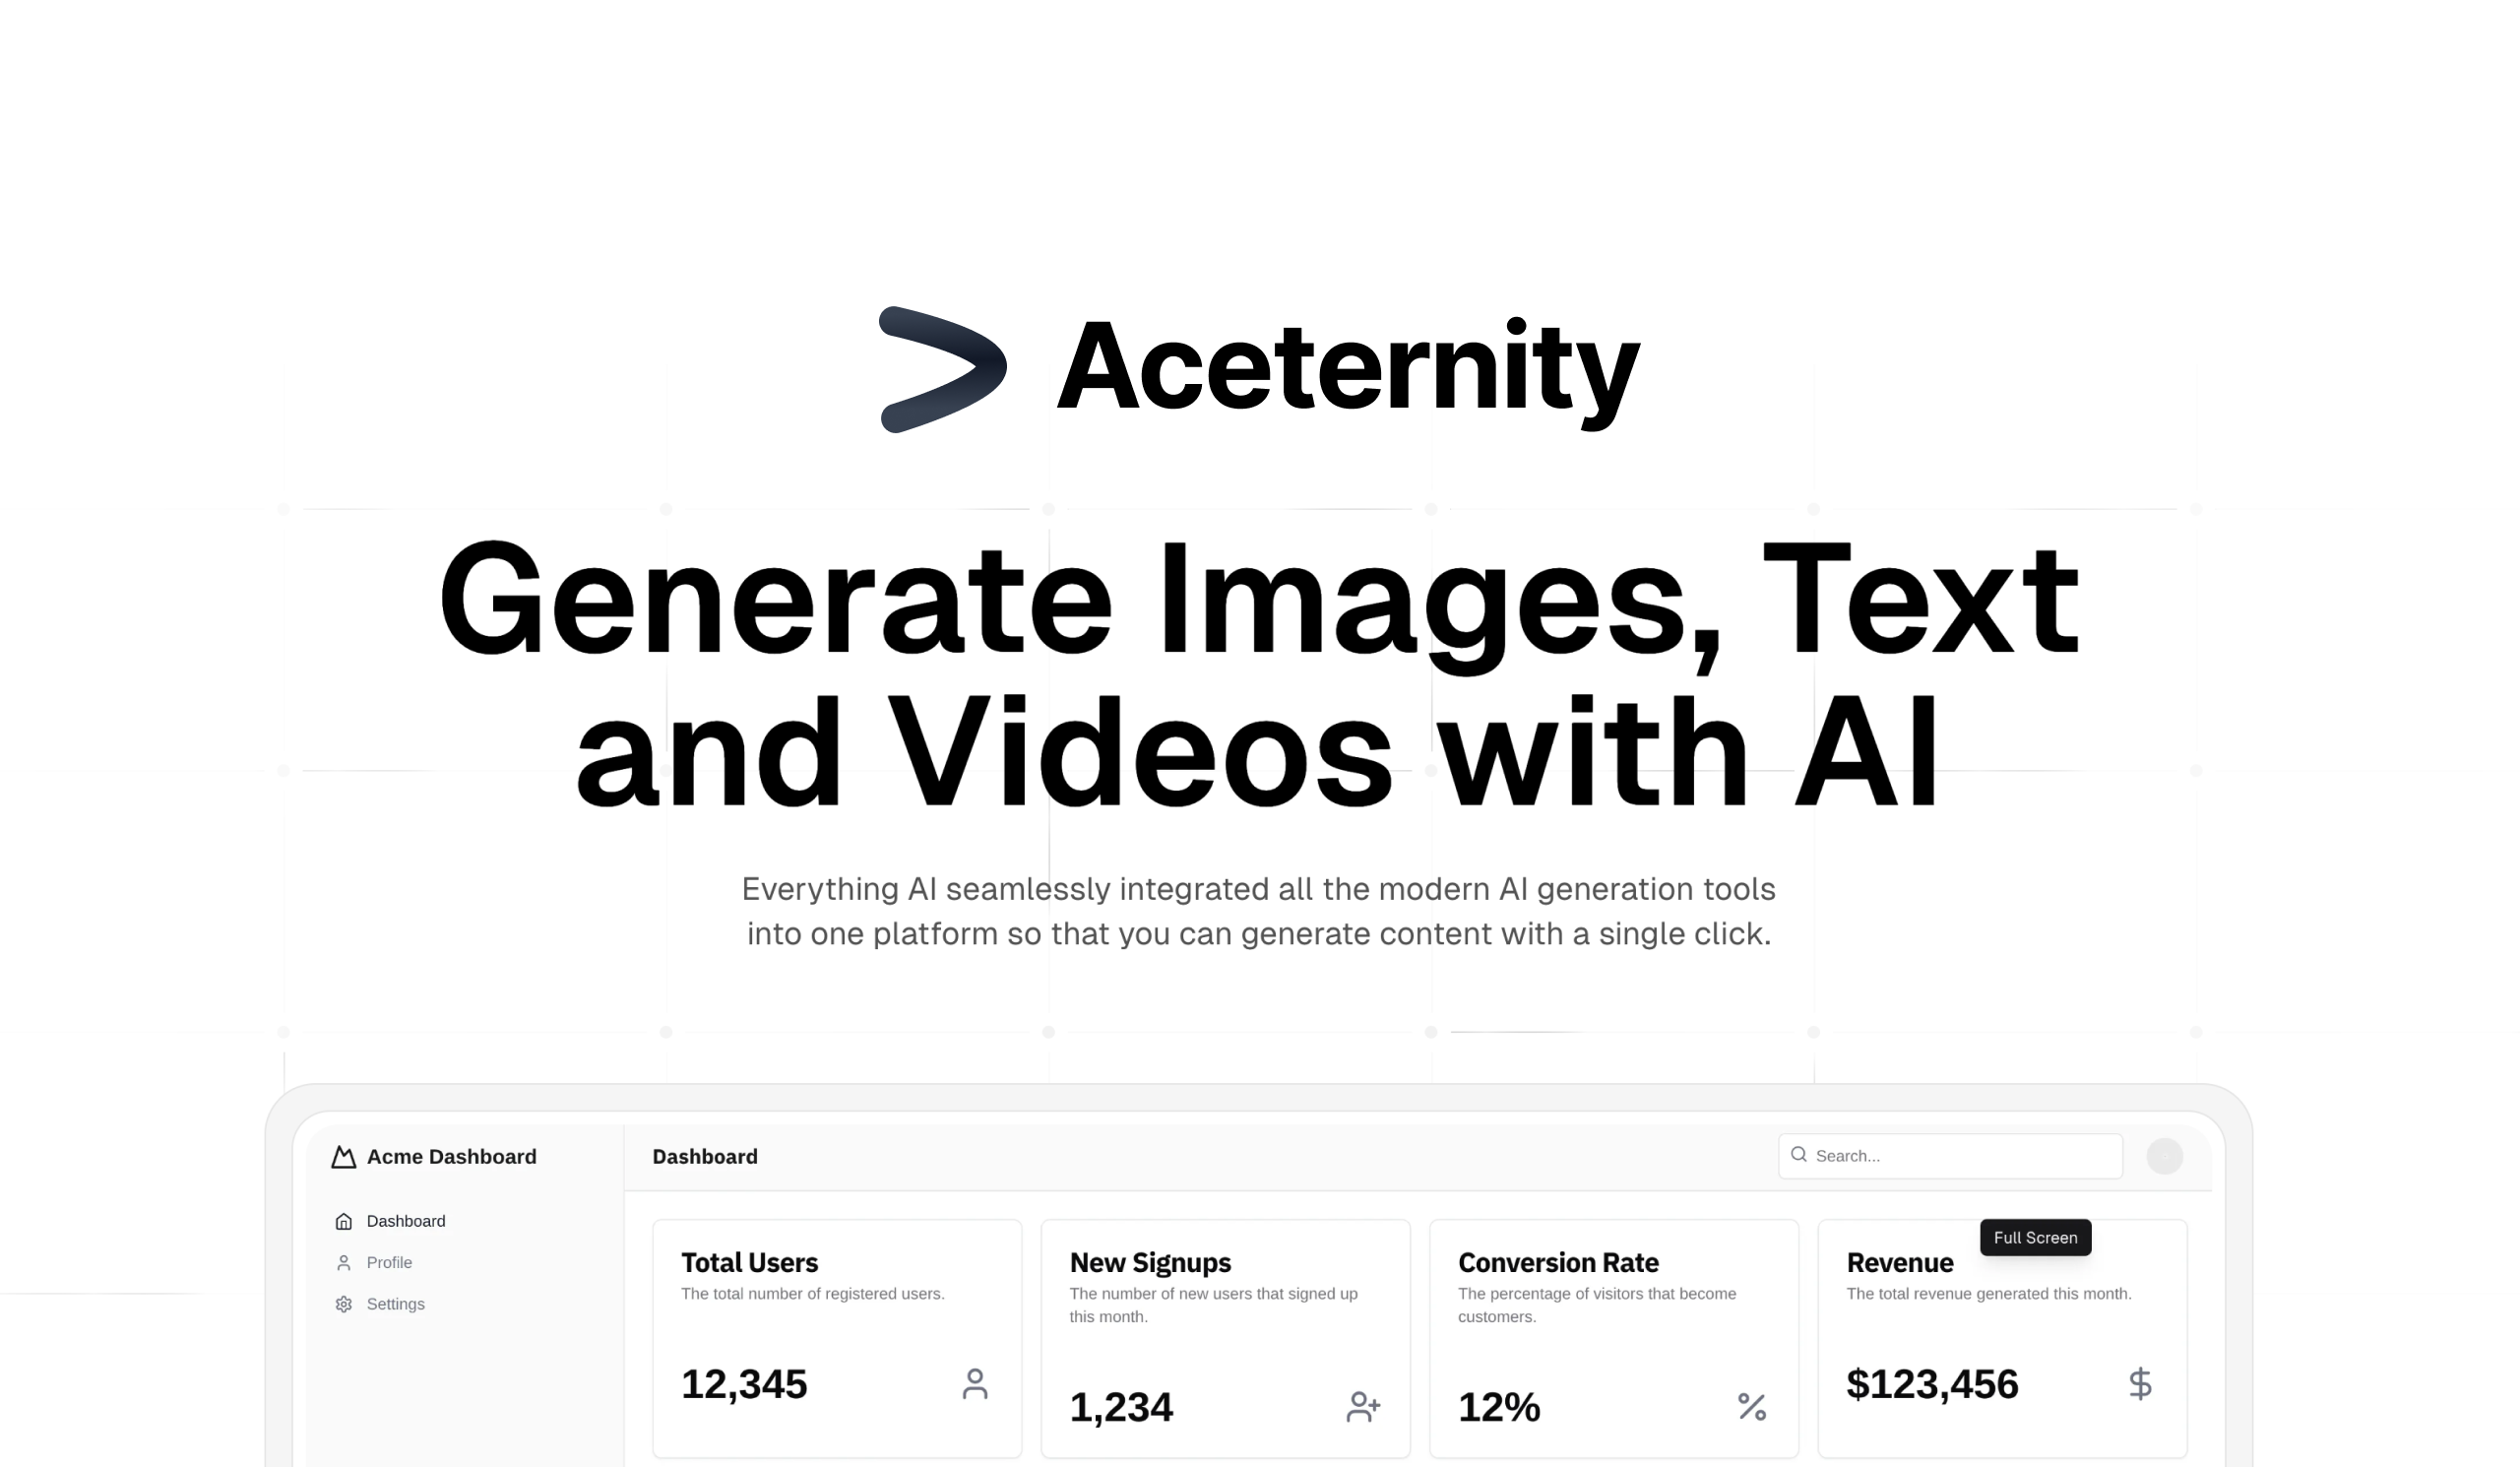 Aceternity
Generate Images, Text
and Videos with AI
Everything AI seamlessly integrated all the modern AI generation tools
into one platform so that you can generate content with a single click.
Acme Dashboard
Dashboard
Search...
Dashboard
Profile
Settings
Total Users
The total number of registered users.
12,345
New Signups
The number of new users that signed up
this month.
1,234
Conversion Rate
The percentage of visitors that become
customers.
12%
Full Screen
Revenue
The total revenue generated this month.
$123,456